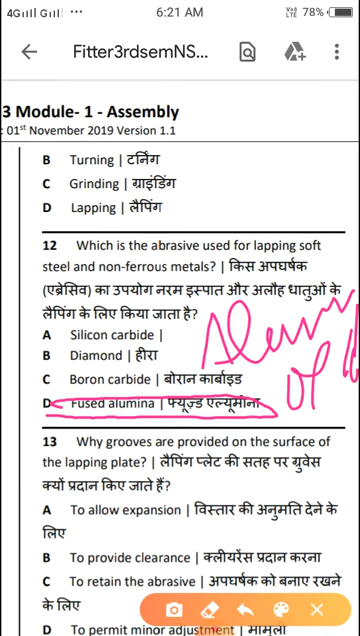 4G Gıll ··· 6:21 AM Vo) LTE 78%
Fitter3rdsemNS...
3 Module- 1 - Assembly
: 01st November 2019 Version 1.1
B Turning | टर्निंग
C Grinding | ग्राइंडिंग
D Lapping | लैपिंग
12 Which is the abrasive used for lapping soft
steel and non-ferrous metals? | किस अपघर्षक
(एब्रेसिव) का उपयोग नरम इस्पात और अलौह धातुओं के
लैपिंग के लिए किया जाता है?
A Silicon carbide |
B Diamond | हीरा
C Boron carbide | बोरान कार्बाइड
D Fused alumina | फ्यूज्ड एल्यूमीना
of
13 Why grooves are provided on the surface of
the lapping plate? | लैपिंग प्लेट की सतह पर ग्रुवेस
क्यों प्रदान किए जाते हैं?
A To allow expansion | विस्तार की अनुमति देने के
लिए
B To provide clearance | क्लीयरेंस प्रदान करना
C To retain the abrasive | अपघर्षक को बनाए रखने
के लिए
D To permit minor adjustment | मामूली